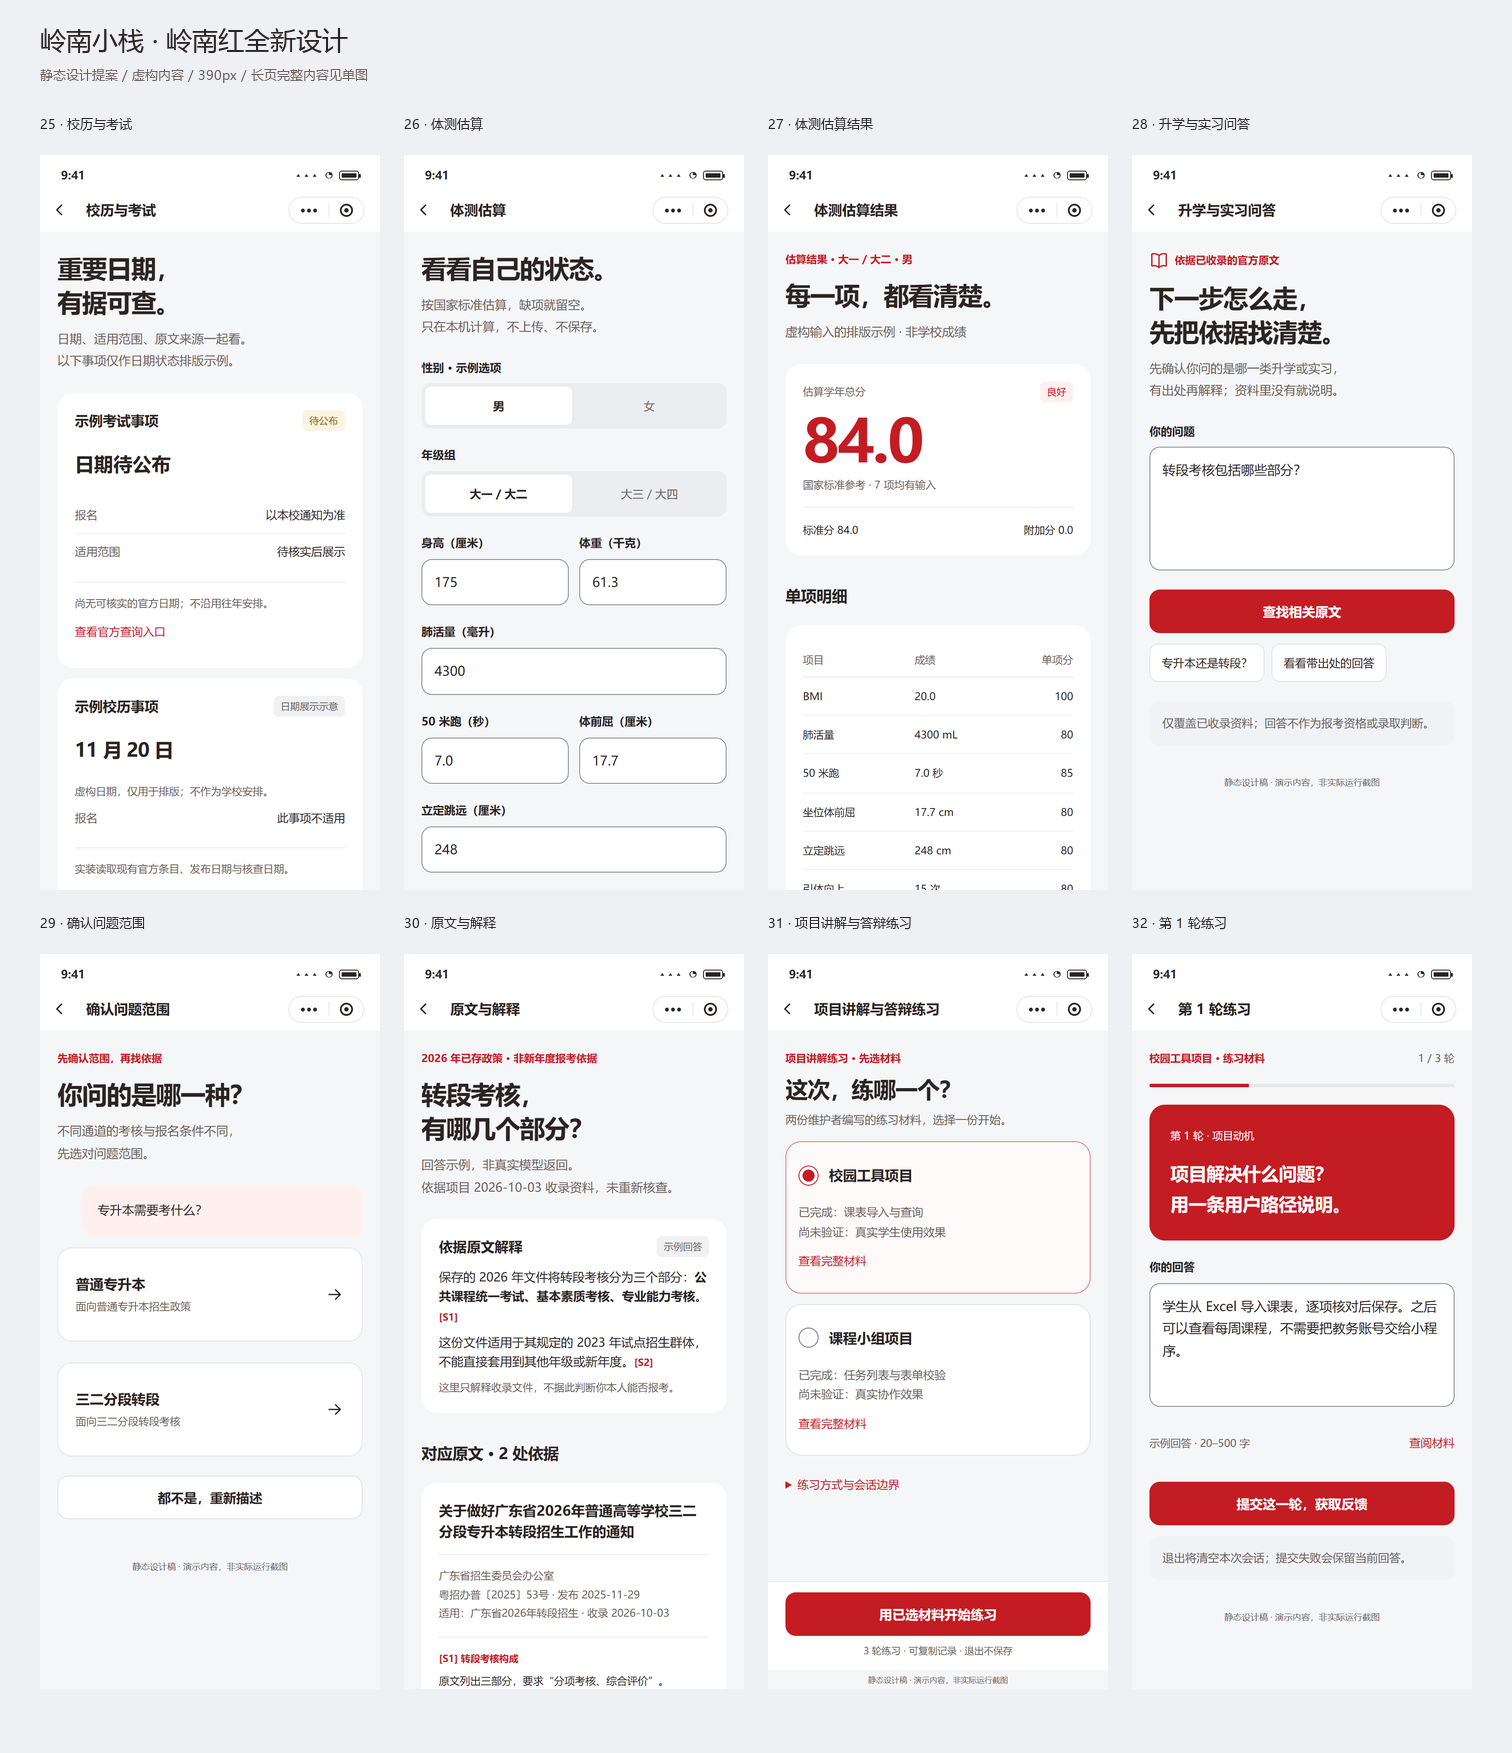 岭南小栈 · 岭南红全新设计
静态设计提案 / 虚构内容 / 390px / 长页完整内容见单图
25 · 校历与考试
9:41
校历与考试
重要日期，
有据可查。
日期、适用范围、原文来源一起看。
以下事项仅作日期状态排版示例。
示例考试事项
待公布
日期待公布
报名
以本校通知为准
适用范围
待核实后展示
尚无可核实的官方日期；不沿用往年安排。
查看官方查询入口
示例校历事项
日期展示示意
11 月 20 日
虚构日期，仅用于排版；不作为学校安排。
报名
此事项不适用
实装读取现有官方条目、发布日期与核查日期。
26 · 体测估算
9:41
体测估算
看看自己的状态。
按国家标准估算，缺项就留空。
只在本机计算，不上传、不保存。
性别 · 示例选项
男
女
年级组
大一 / 大二
大三 / 大四
身高（厘米）
体重（千克）
175
61.3
肺活量（毫升）
4300
50 米跑（秒）
体前屈（厘米）
7.0
17.7
立定跳远（厘米）
248
27 · 体测估算结果
9:41
体测估算结果
估算结果 · 大一 / 大二 · 男
每一项，都看清楚。
虚构输入的排版示例 · 非学校成绩
估算学年总分
良好
84.0
国家标准参考 · 7 项均有输入
标准分 84.0
附加分 0.0
单项明细
项目 成绩 单项分
BMI 20.0 100
肺活量 4300 mL 80
50 米跑 7.0 秒 85
坐位体前屈 17.7 cm 80
立定跳远 248 cm 80
引体向上 15 次 80
28 · 升学与实习问答
9:41
升学与实习问答
依据已收录的官方原文
下一步怎么走，
先把依据找清楚。
先确认你问的是哪一类升学或实习，
有出处再解释；资料里没有就说明。
你的问题
转段考核包括哪些部分？
查找相关原文
专升本还是转段？
看看带出处的回答
仅覆盖已收录资料；回答不作为报考资格或录取判断。
静态设计稿 · 演示内容，非实际运行截图
29 · 确认问题范围
9:41
确认问题范围
先确认范围，再找依据
你问的是哪一种？
不同通道的考核与报名条件不同，
先选对问题范围。
专升本需要考什么？
普通专升本
面向普通专升本招生政策
三二分段转段
面向三二分段转段考核
都不是，重新描述
静态设计稿 · 演示内容，非实际运行截图
30 · 原文与解释
9:41
原文与解释
2026 年已存政策 · 非新年度报考依据
转段考核，
有哪几个部分？
回答示例，非真实模型返回。
依据项目 2026-10-03 收录资料，未重新核查。
依据原文解释
示例回答
保存的 2026 年文件将转段考核分为三个部分：公
共课程统一考试、基本素质考核、专业能力考核。
[S1]
这份文件适用于其规定的 2023 年试点招生群体，
不能直接套用到其他年级或新年度。[S2]
这里只解释收录文件，不据此判断你本人能否报考。
对应原文 · 2 处依据
关于做好广东省2026年普通高等学校三二
分段专升本转段招生工作的通知
广东省招生委员会办公室
粤招办普〔2025〕53号 · 发布 2025-11-29
适用：广东省2026年转段招生 · 收录 2026-10-03
[S1] 转段考核构成
原文列出三部分，要求“分项考核、综合评价”。
31 · 项目讲解与答辩练习
9:41
项目讲解与答辩练习
项目讲解练习 · 先选材料
这次，练哪一个？
两份维护者编写的练习材料，选择一份开始。
校园工具项目
已完成：课表导入与查询
尚未验证：真实学生使用效果
查看完整材料
课程小组项目
已完成：任务列表与表单校验
尚未验证：真实协作效果
查看完整材料
练习方式与会话边界
用已选材料开始练习
3 轮练习 · 可复制记录 · 退出不保存
静态设计稿 · 演示内容，非实际运行截图
32 · 第 1 轮练习
9:41
第 1 轮练习
校园工具项目 · 练习材料
1 / 3 轮
第 1 轮 · 项目动机
项目解决什么问题？
用一条用户路径说明。
你的回答
学生从 Excel 导入课表，逐项核对后保存。之后
可以查看每周课程，不需要把教务账号交给小程
序。
示例回答 · 20–500 字
查阅材料
提交这一轮，获取反馈
退出将清空本次会话；提交失败会保留当前回答。
静态设计稿 · 演示内容，非实际运行截图